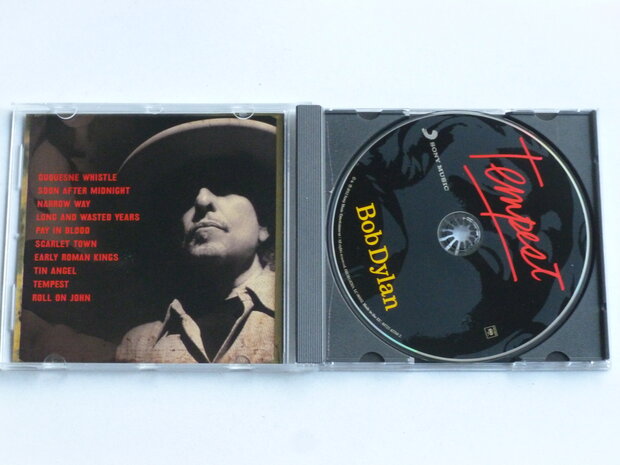 DUQUESNE WHISTLE
SOON AFTER MIDNIGHT
NARROW WAY
LONG AND WASTED YEARS
PAY IN BLOOD
SCARLET TOWN
EARLY ROMAN KINGS
TIN ANGEL
TEMPEST
ROLL ON JOHN
SONY MUSIC
Tempest
Bob Dylan